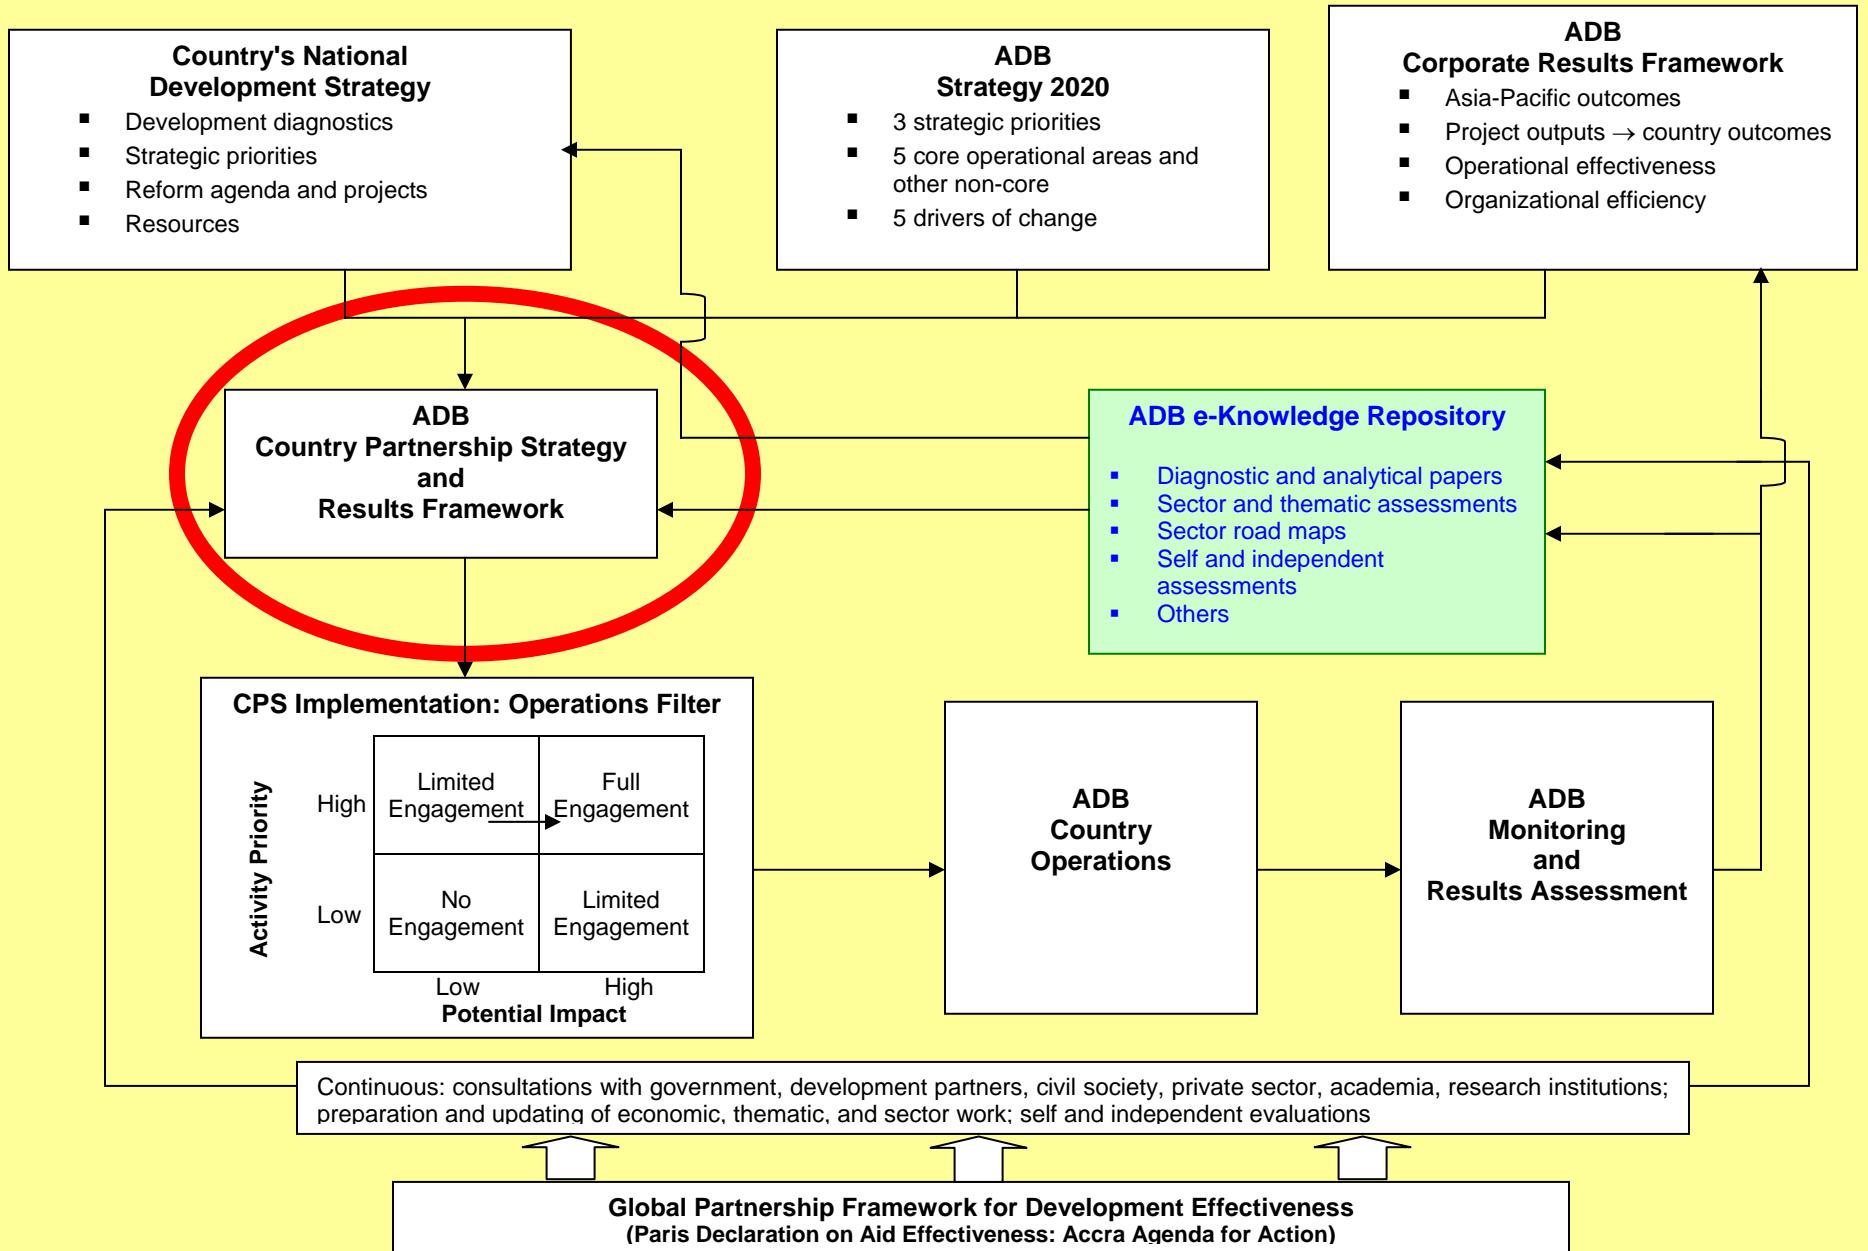 Country's National
Development Strategy
▪ Development diagnostics
▪ Strategic priorities
▪ Reform agenda and projects
▪ Resources
ADB
Strategy 2020
▪ 3 strategic priorities
▪ 5 core operational areas and
other non-core
▪ 5 drivers of change
ADB
Corporate Results Framework
▪ Asia-Pacific outcomes
▪ Project outputs → country outcomes
▪ Operational effectiveness
▪ Organizational efficiency
ADB
Country Partnership Strategy
and
Results Framework
ADB e-Knowledge Repository
▪ Diagnostic and analytical papers
▪ Sector and thematic assessments
▪ Sector road maps
▪ Self and independent
assessments
▪ Others
CPS Implementation: Operations Filter
Activity Priority
High
Limited
Engagement
Full
Engagement
Low
No
Engagement
Limited
Engagement
Low
High
Potential Impact
ADB
Country
Operations
ADB
Monitoring
and
Results Assessment
Continuous: consultations with government, development partners, civil society, private sector, academia, research institutions;
preparation and updating of economic, thematic, and sector work; self and independent evaluations
Global Partnership Framework for Development Effectiveness
(Paris Declaration on Aid Effectiveness: Accra Agenda for Action)